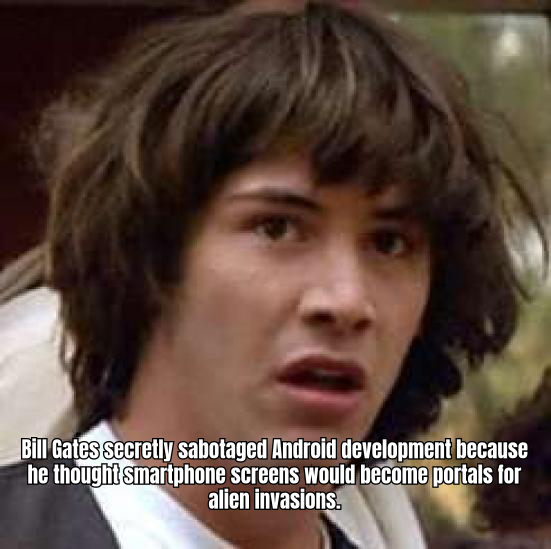 Bill Gates secretly sabotaged Android development because
he thought smartphone screens would become portals for
alien invasions.